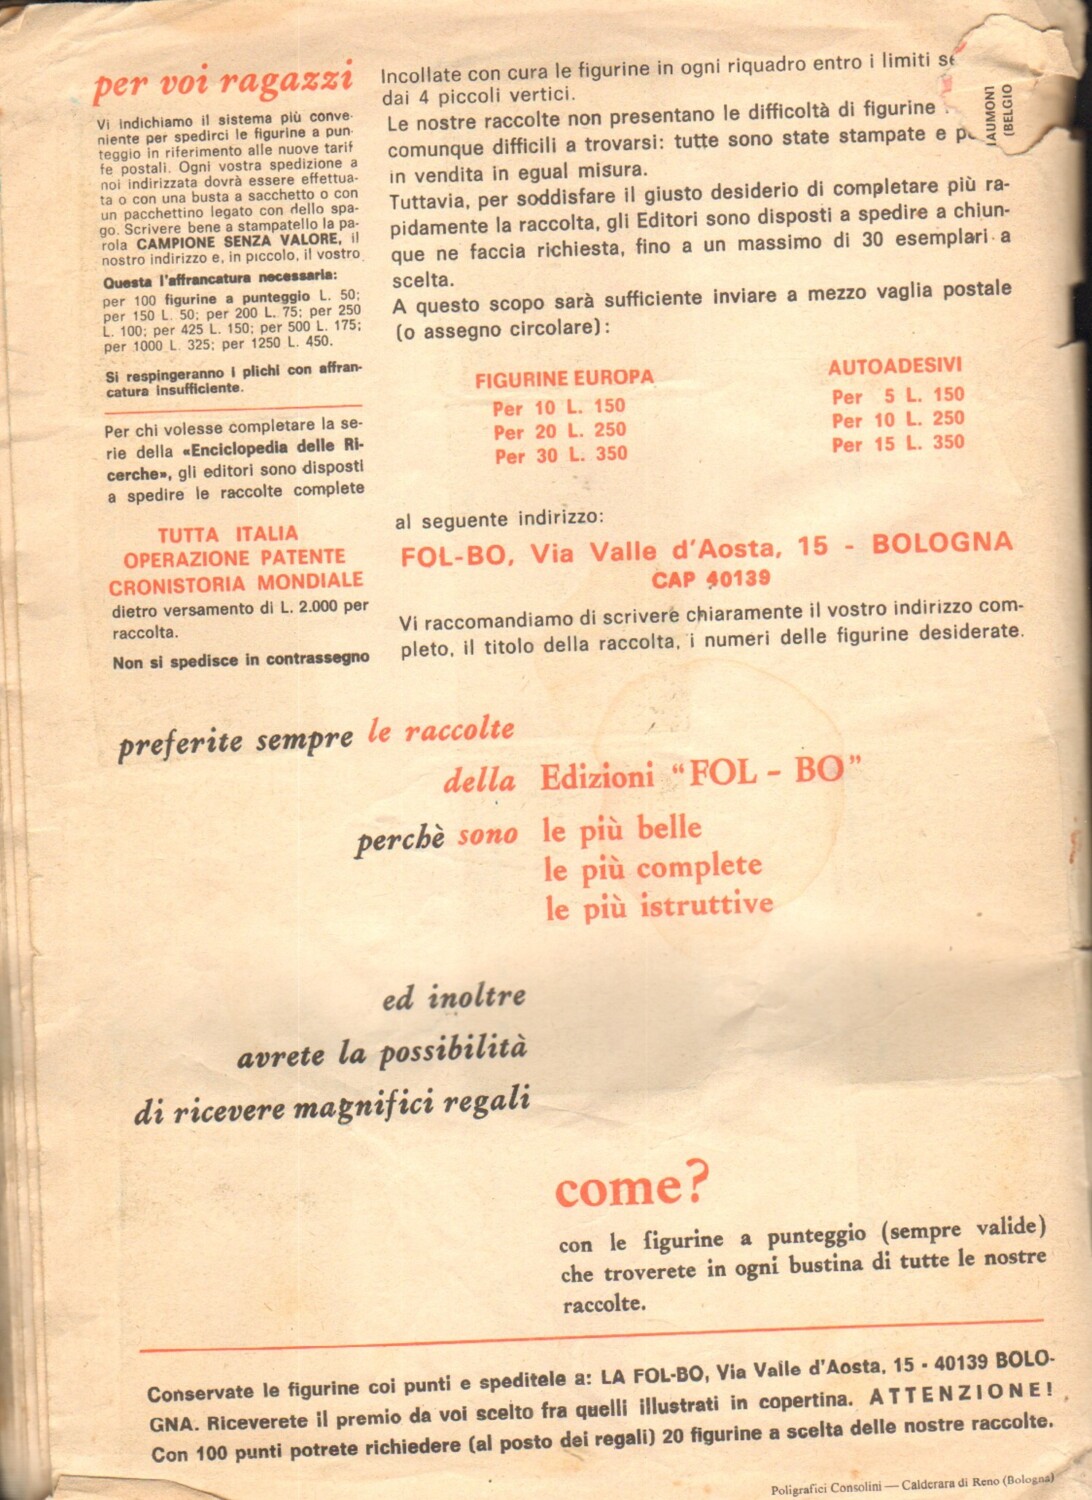 per voi ragazzi
Vi indichiamo il sistema più conve-
niente per spedirci le figurine a pun-
teggio in riferimento alle nuove tarif
fe postali. Ogni vostra spedizione a
noi indirizzata dovrà essere effettua-
ta o con una busta a sacchetto o con
un pacchettino legato con dello spa-
go. Scrivere bene a stampatello la pa-
rola CAMPIONE SENZA VALORE, il
nostro indirizzo e, in piccolo, il vostro
Questa l'affrancatura necessaria:
per 100 figurine a punteggio L. 50;
per 150 L. 50; per 200 L. 75; per 250
L. 100; per 425 L. 150; per 500 L. 175;
per 1000 L. 325; per 1250 L. 450.
Si respingeranno i plichi con affran-
catura insufficiente.
Per chi volesse completare la se-
rie della «Enciclopedia delle Ri-
cerche», gli editori sono disposti
a spedire le raccolte complete
TUTTA ITALIA
OPERAZIONE PATENTE
CRONISTORIA MONDIALE
dietro versamento di L. 2.000 per
raccolta.
Non si spedisce in contrassegno
Incollate con cura le figurine in ogni riquadro entro i limiti
dai 4 piccoli vertici.
Le nostre raccolte non presentano le difficoltà di figurine
comunque difficili a trovarsi: tutte sono state stampate e
in vendita in egual misura.
Tuttavia, per soddisfare il giusto desiderio di completare più ra-
pidamente la raccolta, gli Editori sono disposti a spedire a chiun-
que ne faccia richiesta, fino a un massimo di 30 esemplari a
scelta.
A questo scopo sarà sufficiente inviare a mezzo vaglia postale
(o assegno circolare):
FIGURINE EUROPA
Per 10 L. 150
Per 20 L. 250
Per 30 L. 350
AUTOADESIVI
Per 5 L. 150
Per 10 L. 250
Per 15 L. 350
al seguente indirizzo:
FOL-BO, Via Valle d'Aosta, 15 - BOLOGNA
CAP 40139
Vi raccomandiamo di scrivere chiaramente il vostro indirizzo com-
pleto, il titolo della raccolta, i numeri delle figurine desiderate.
AUMONT
(BELGIO
preferite sempre le raccolte
della Edizioni "FOL - BO"
perchè sono le più belle
le più complete
le più istruttive
ed inoltre
avrete la possibilità
di ricevere magnifici regali
come?
con le figurine a punteggio (sempre valide)
che troverete in ogni bustina di tutte le nostre
raccolte.
Conservate le figurine coi punti e speditele a: LA FOL-BO, Via Valle d'Aosta, 15 - 40139 BOLO-
GNA. Riceverete il premio da voi scelto fra quelli illustrati in copertina. ATTENZIONE!
Con 100 punti potrete richiedere (al posto dei regali) 20 figurine a scelta delle nostre raccolte.
Poligrafici Consolini — Calderara di Reno (Bologna)